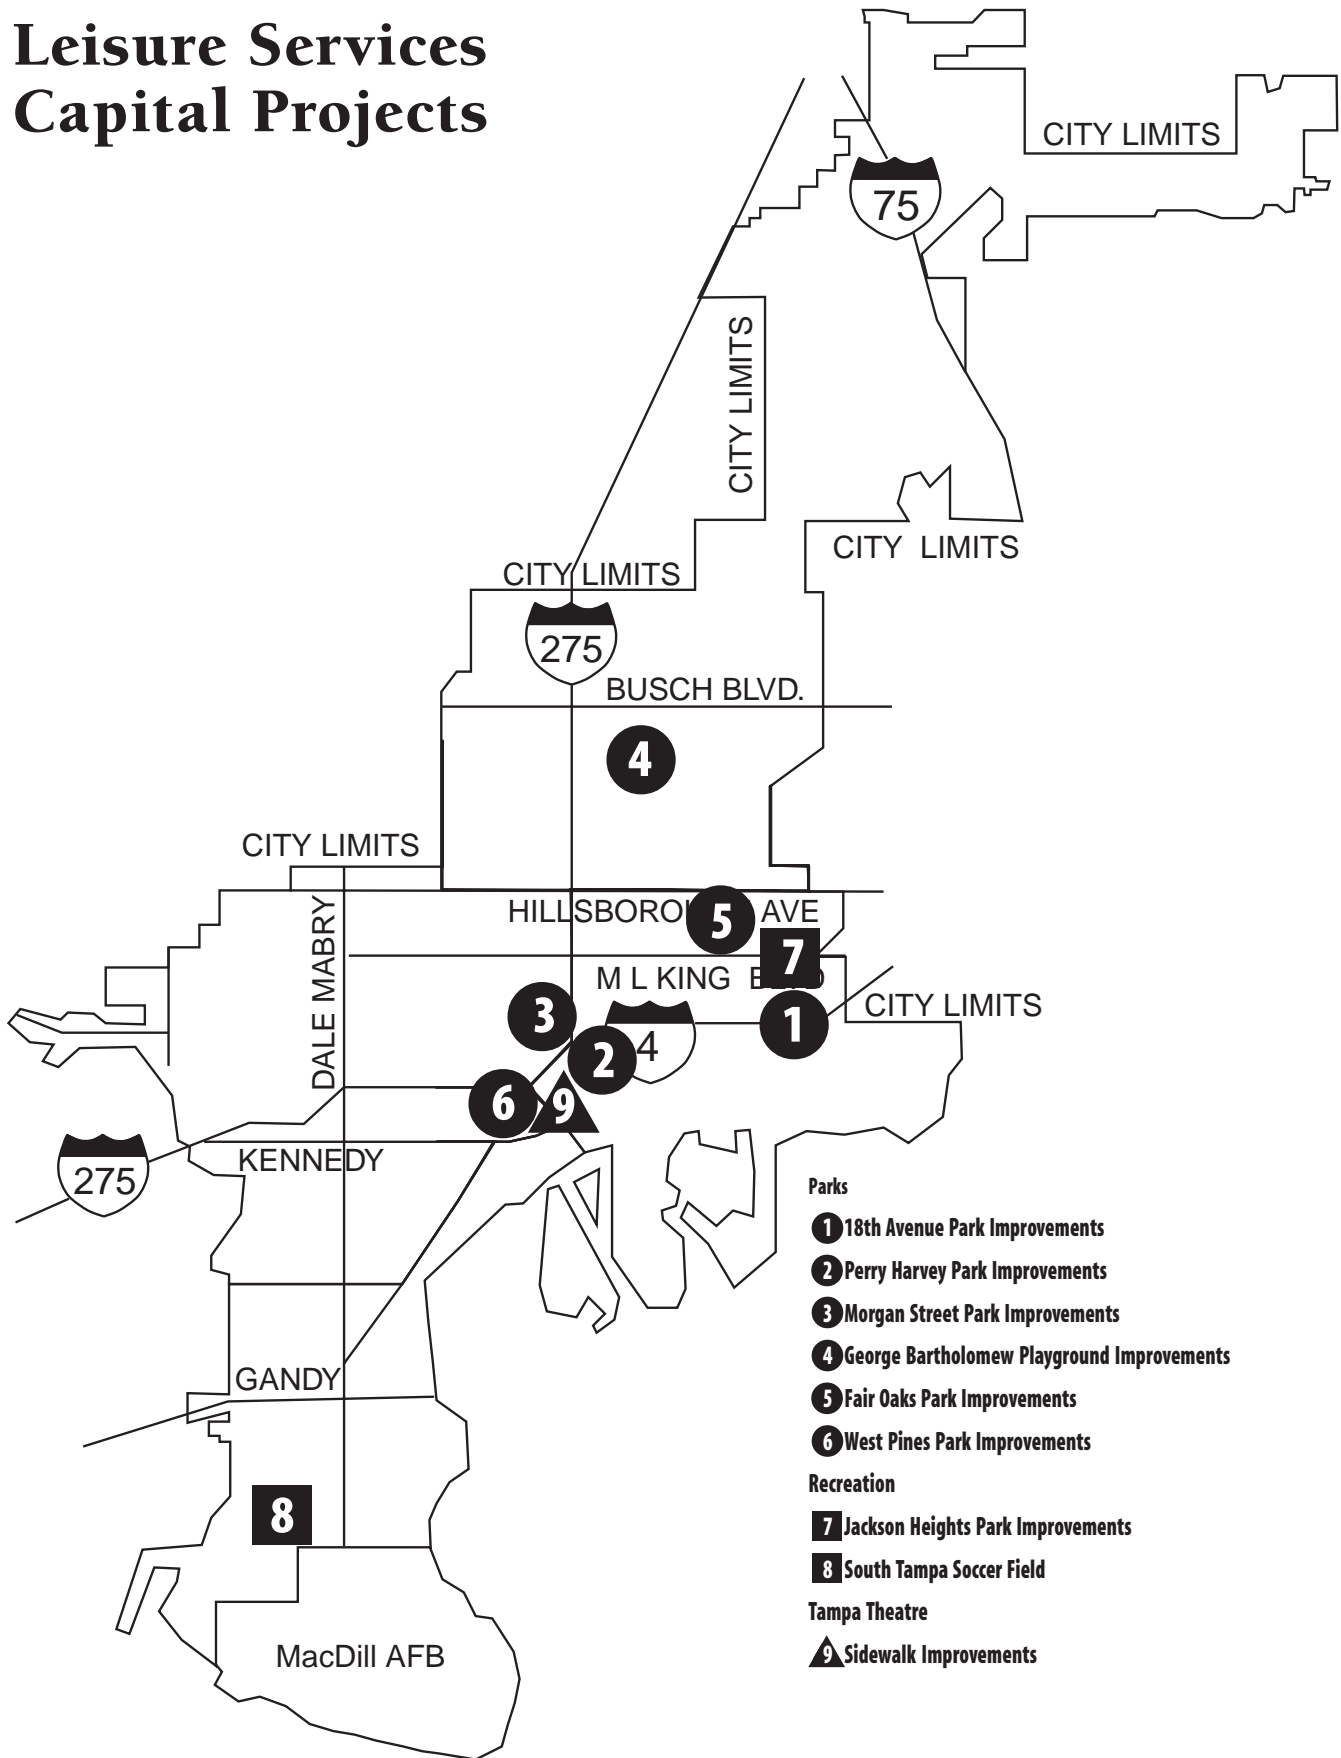 Leisure Services
Capital Projects
CITY LIMITS
75
CITY LIMITS
CITY LIMITS
CITY LIMITS
275
BUSCH BLVD.
4
CITY LIMITS
HILLSBORO
5
AVE
DALE MABRY
7
M L KING
3
4
1
CITY LIMITS
2
6
9
275
KENNEDY
GANDY
8
MacDill AFB
Parks
1 18th Avenue Park Improvements
2 Perry Harvey Park Improvements
3 Morgan Street Park Improvements
4 George Bartholomew Playground Improvements
5 Fair Oaks Park Improvements
6 West Pines Park Improvements
Recreation
7 Jackson Heights Park Improvements
8 South Tampa Soccer Field
Tampa Theatre
9 Sidewalk Improvements